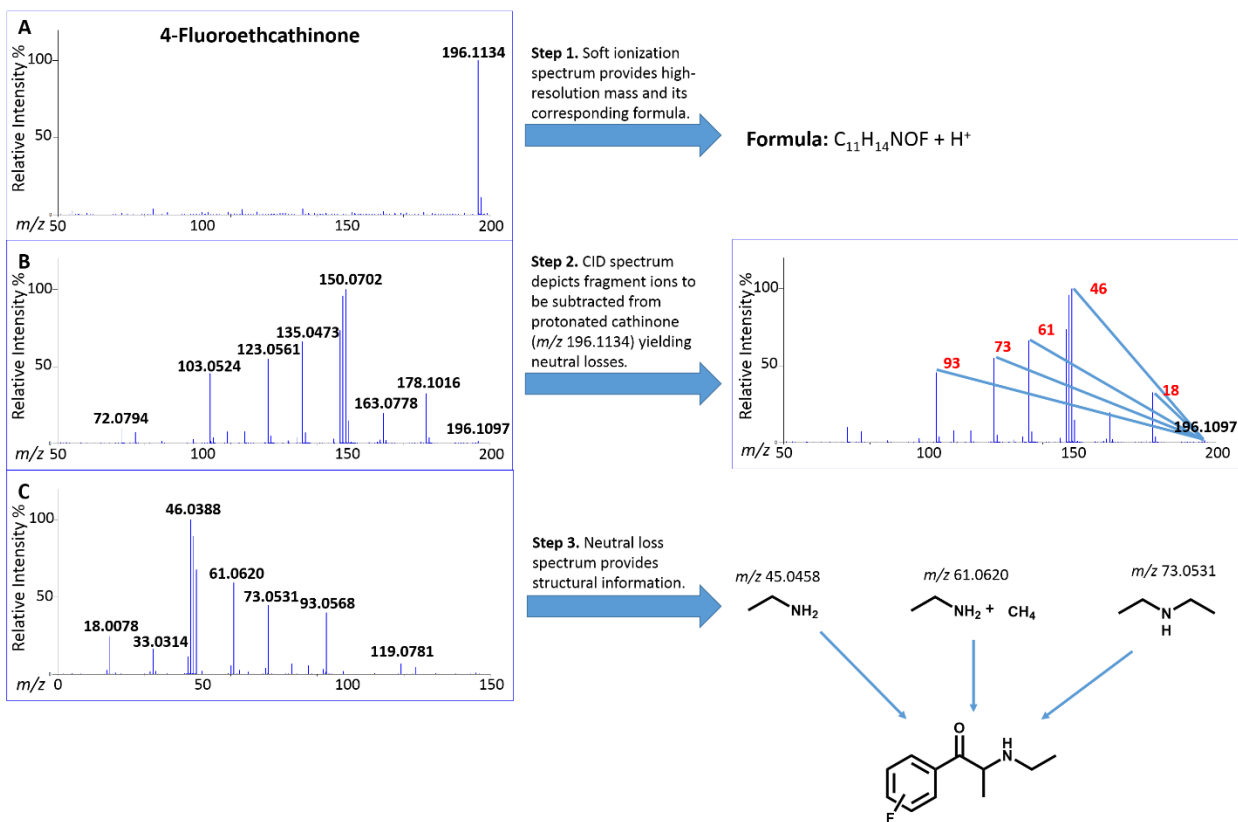 A
4-Fluoroethcathinone
Relative Intensity %
100
50
196.1134
m/z
50
100
150
200
Step 1. Soft ionization
spectrum provides high-
resolution mass and its
corresponding formula.
Formula: C₁₁H₁₄NOF + H⁺
B
Relative Intensity %
100
50
150.0702
135.0473
123.0561
103.0524
178.1016
163.0778
72.0794
196.1097
m/z
50
100
150
200
Step 2. CID spectrum
depicts fragment ions to
be subtracted from
protonated cathinone
(m/z 196.1134) yielding
neutral losses.
100
50
46
61
73
93
18
196.1097
50
100
150
200
m/z
C
Relative Intensity %
100
50
46.0388
61.0620
73.0531
93.0568
18.0078
33.0314
119.0781
m/z
0
50
100
150
Step 3. Neutral loss
spectrum provides
structural information.
m/z 45.0458
NH₂
m/z 61.0620
NH₂ + CH₄
m/z 73.0531
N
H
O
H
N
F